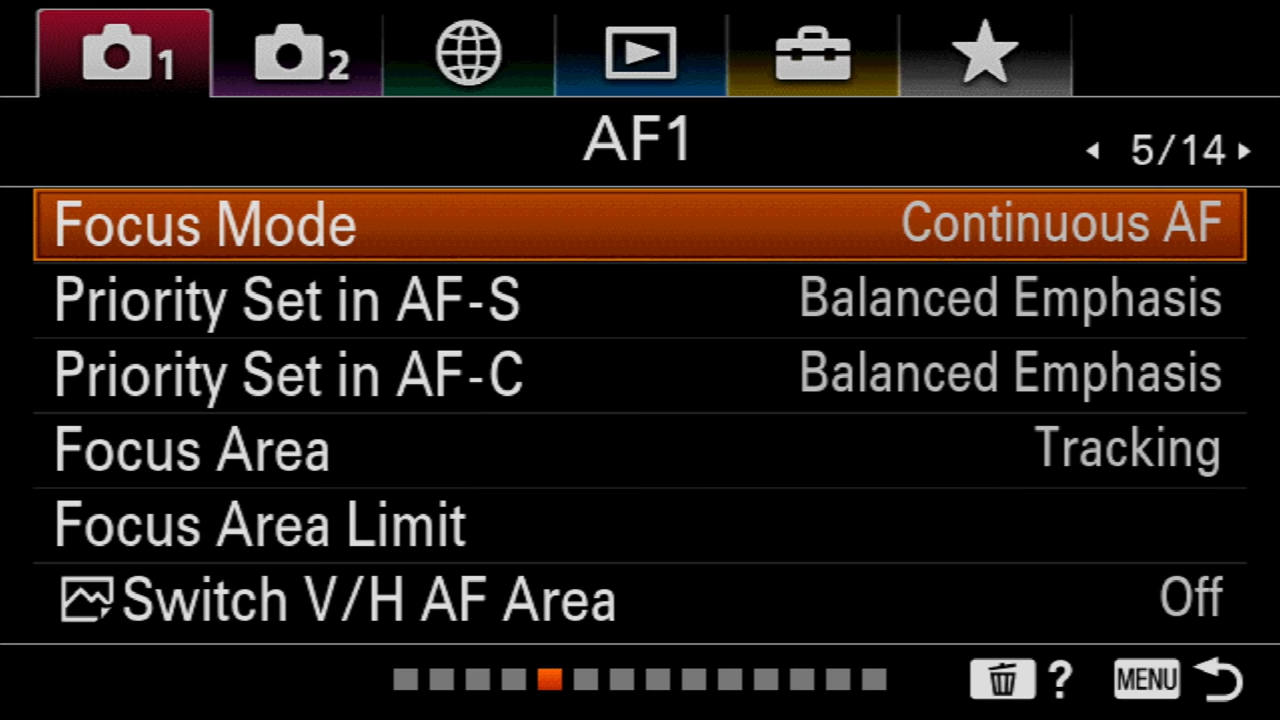 1 2
AF1
5/14
Focus Mode Continuous AF
Priority Set in AF-S Balanced Emphasis
Priority Set in AF-C Balanced Emphasis
Focus Area Tracking
Focus Area Limit
Switch V/H AF Area Off
? MENU